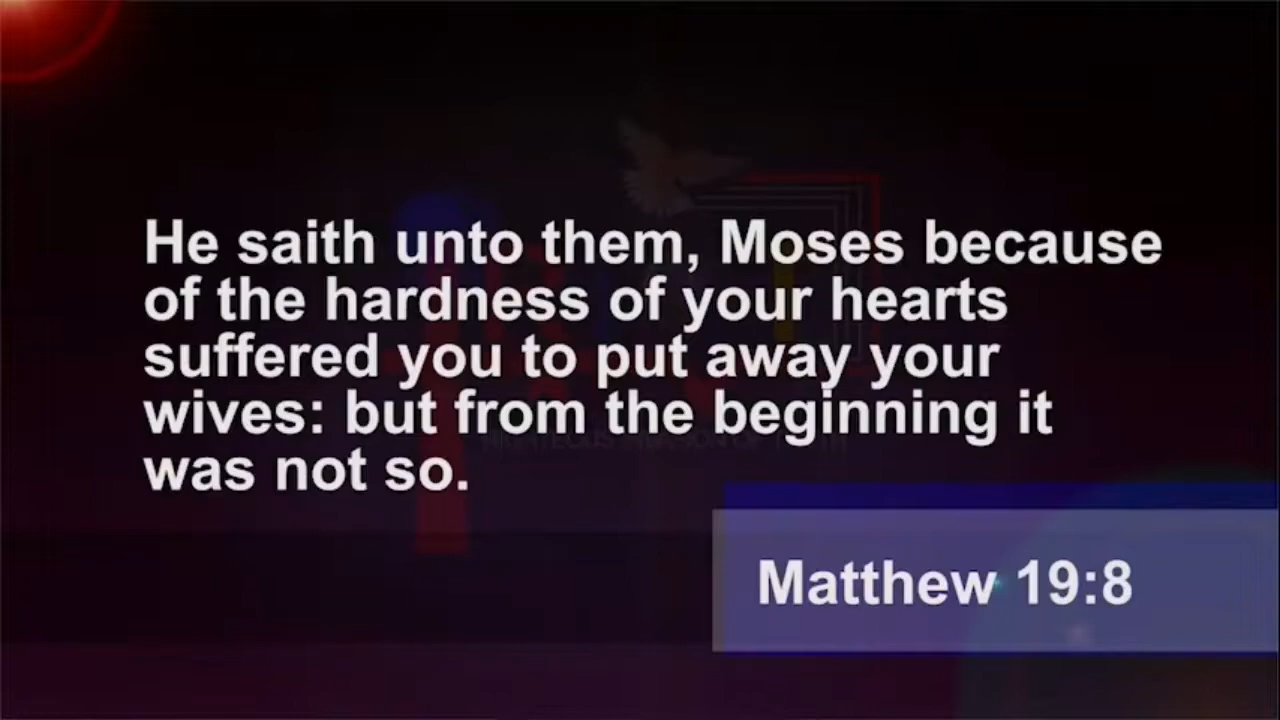 He saith unto them, Moses because
of the hardness of your hearts
suffered you to put away your
wives: but from the beginning it
was not so.
Matthew 19:8